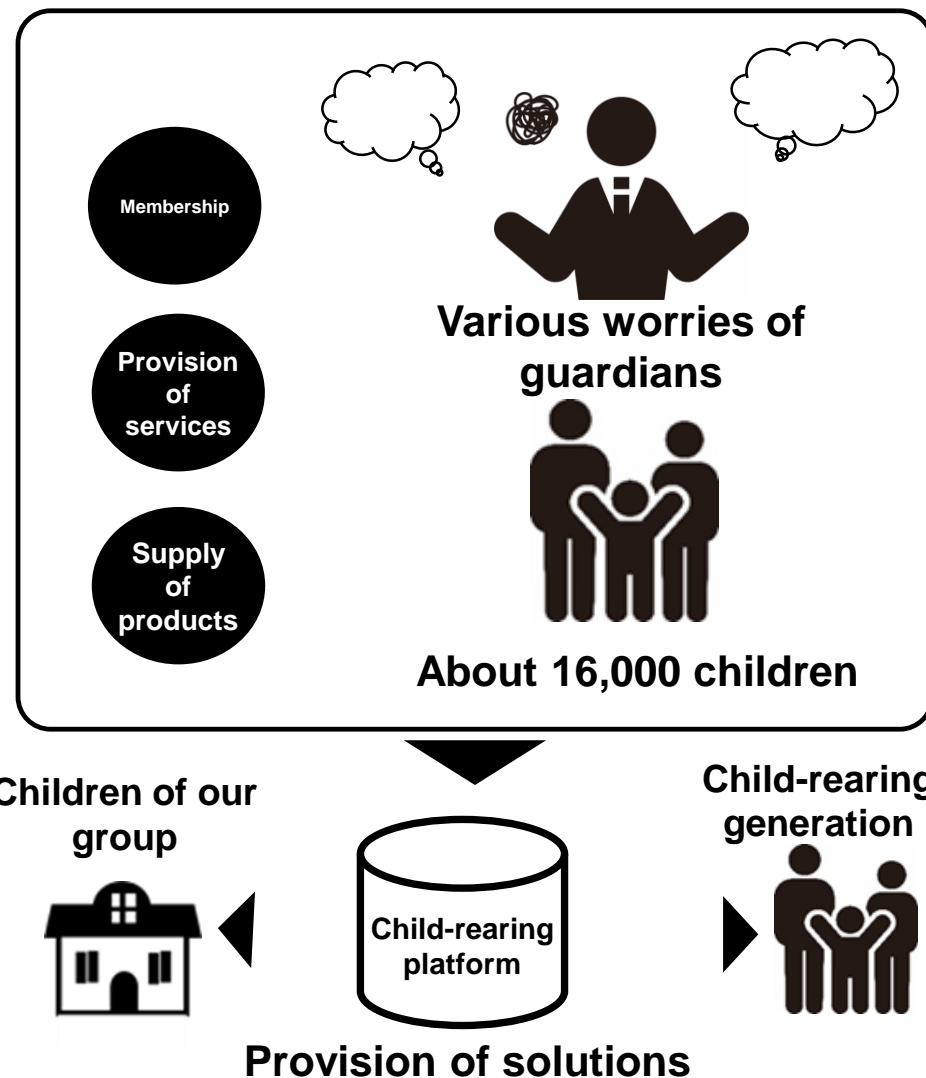 Membership
Various worries of
guardians
Provision
of
services
Supply
of
products
About 16,000 children
Children of our
group
Child-rearing
generation
Child-rearing
platform
Provision of solutions